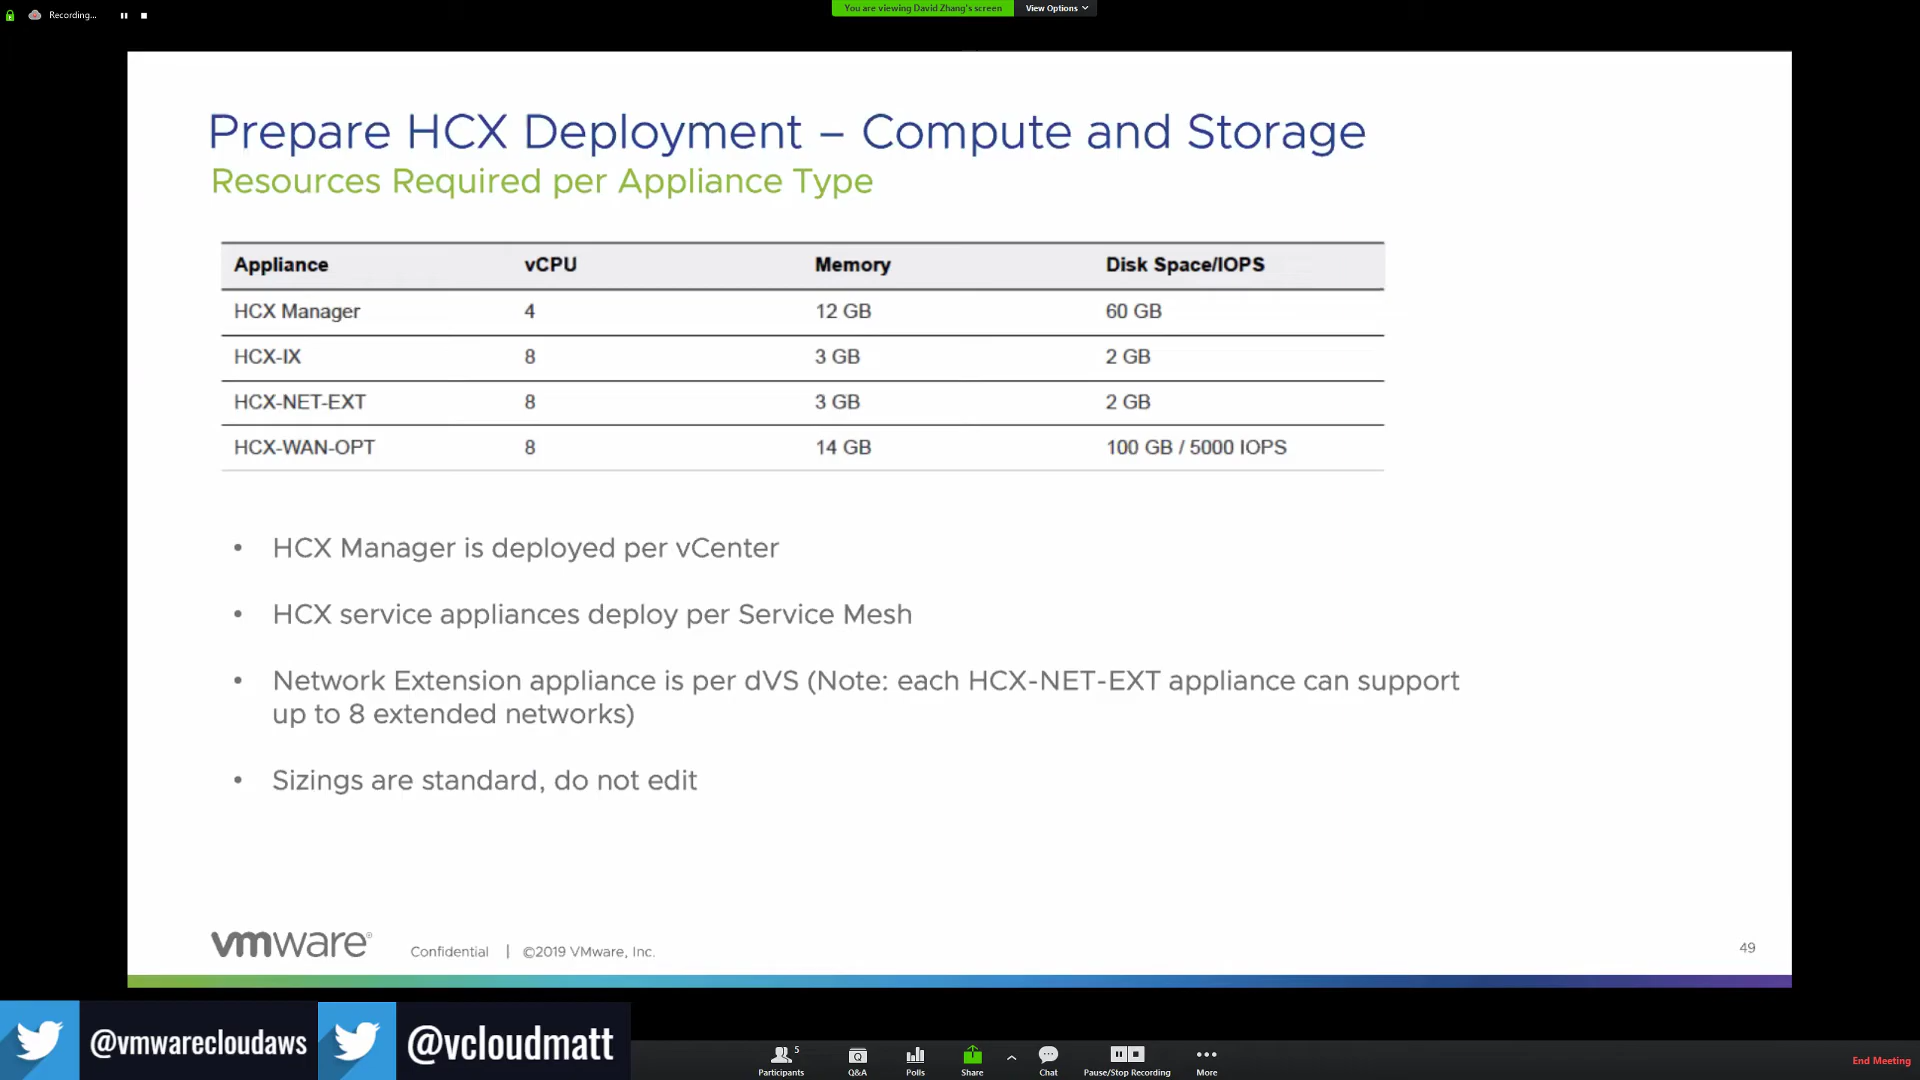 Recording...
You are viewing David Zhang's screen
View Options
Prepare HCX Deployment – Compute and Storage
Resources Required per Appliance Type
Appliance vCPU Memory Disk Space/IOPS
HCX Manager 4 12 GB 60 GB
HCX-IX 8 3 GB 2 GB
HCX-NET-EXT 8 3 GB 2 GB
HCX-WAN-OPT 8 14 GB 100 GB / 5000 IOPS
• HCX Manager is deployed per vCenter
• HCX service appliances deploy per Service Mesh
• Network Extension appliance is per dVS (Note: each HCX-NET-EXT appliance can support
up to 8 extended networks)
• Sizings are standard, do not edit
vmware® Confidential | ©2019 VMware, Inc.
49
@vmwarecloudaws
@vcloudmatt
5
Participants
Q&A
Polls
Share
Chat
Pause/Stop Recording
More
End Meeting